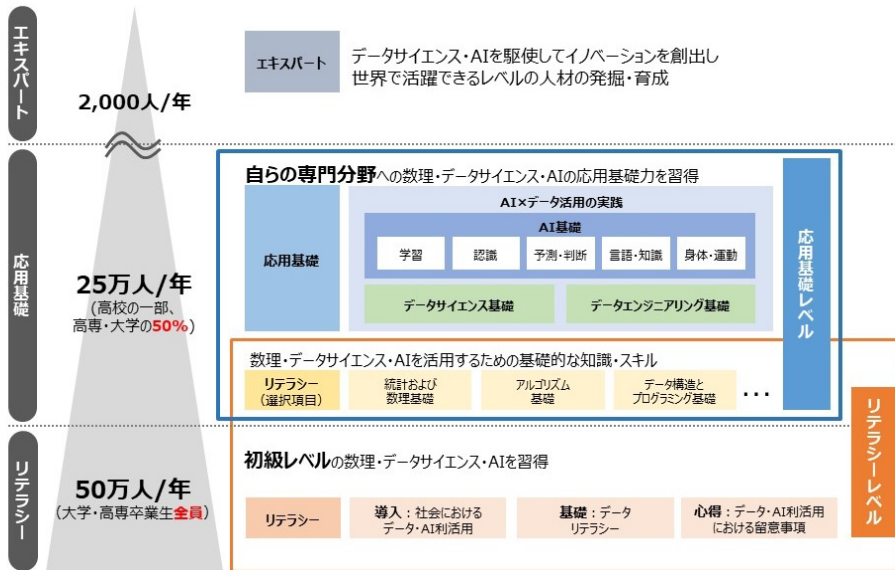 エキスパート
2,000人/年
エキスパート
データサイエンス・AIを駆使してイノベーションを創出し
世界で活躍できるレベルの人材の発掘・育成
応用基礎
25万人/年
(高校の一部、
高専・大学の50%)
自らの専門分野への数理・データサイエンス・AIの応用基礎力を習得
応用基礎
AI×データ活用の実践
AI基礎
学習
認識
予測・判断
言語・知識
身体・運動
データサイエンス基礎
データエンジニアリング基礎
応用基礎レベル
数理・データサイエンス・AIを活用するための基礎的な知識・スキル
リテラシー
(選択項目)
統計および
数理基礎
アルゴリズム
基礎
データ構造と
プログラミング基礎
・・・
リテラシーレベル
リテラシー
50万人/年
(大学・高専卒業生全員)
初級レベルの数理・データサイエンス・AIを習得
リテラシー
導入：社会における
データ・AI利活用
基礎：データ
リテラシー
心得：データ・AI利活用
における留意事項